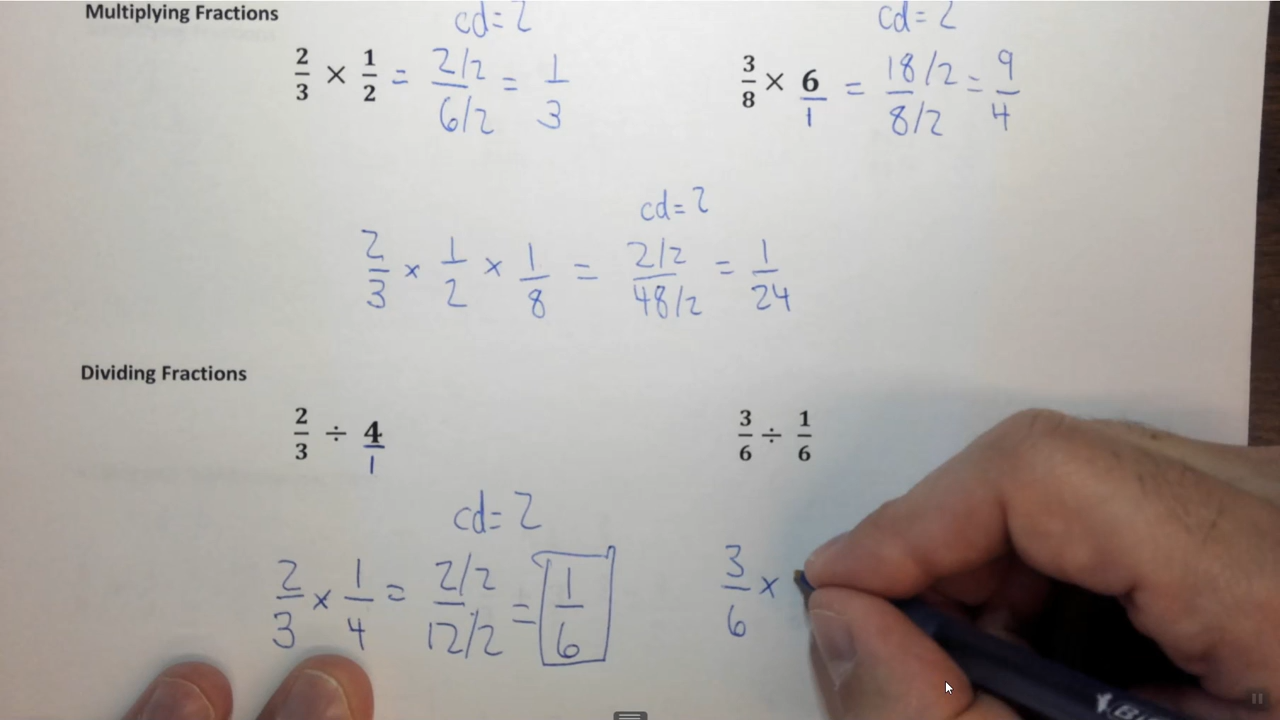 Multiplying Fractions
cd=2
2/3 × 1/2 = 2/2 / 6/2 = 1/3
cd=2
3/8 × 6/1 = 18/2 / 8/2 = 9/4
cd=2
2/3 × 1/2 × 1/8 = 2/2 / 48/2 = 1/24
Dividing Fractions
2/3 ÷ 4/1
cd=2
2/3 × 1/4 = 2/2 / 12/2 = 1/6
3/6 ÷ 1/6
3/6 ×